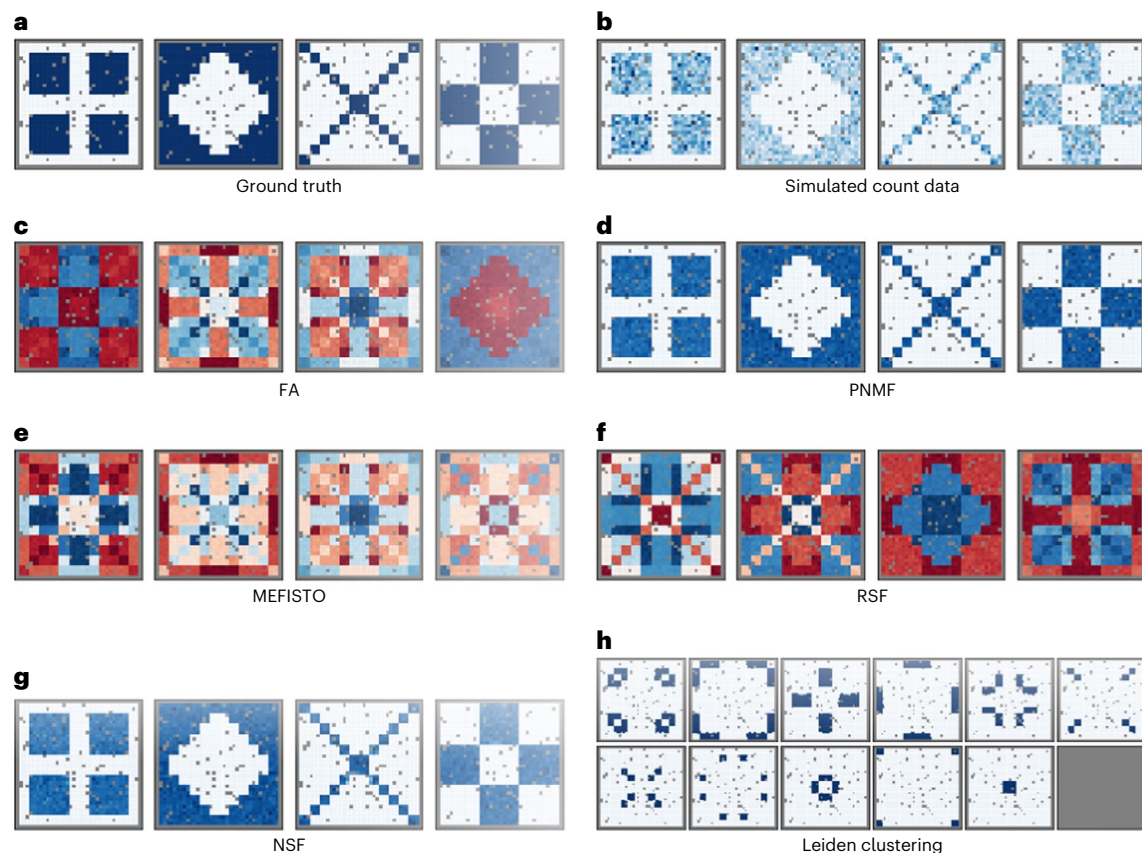 a
b
Ground truth
Simulated count data
c
d
FA
PNMF
e
f
MEFISTO
RSF
g
h
NSF
Leiden clustering